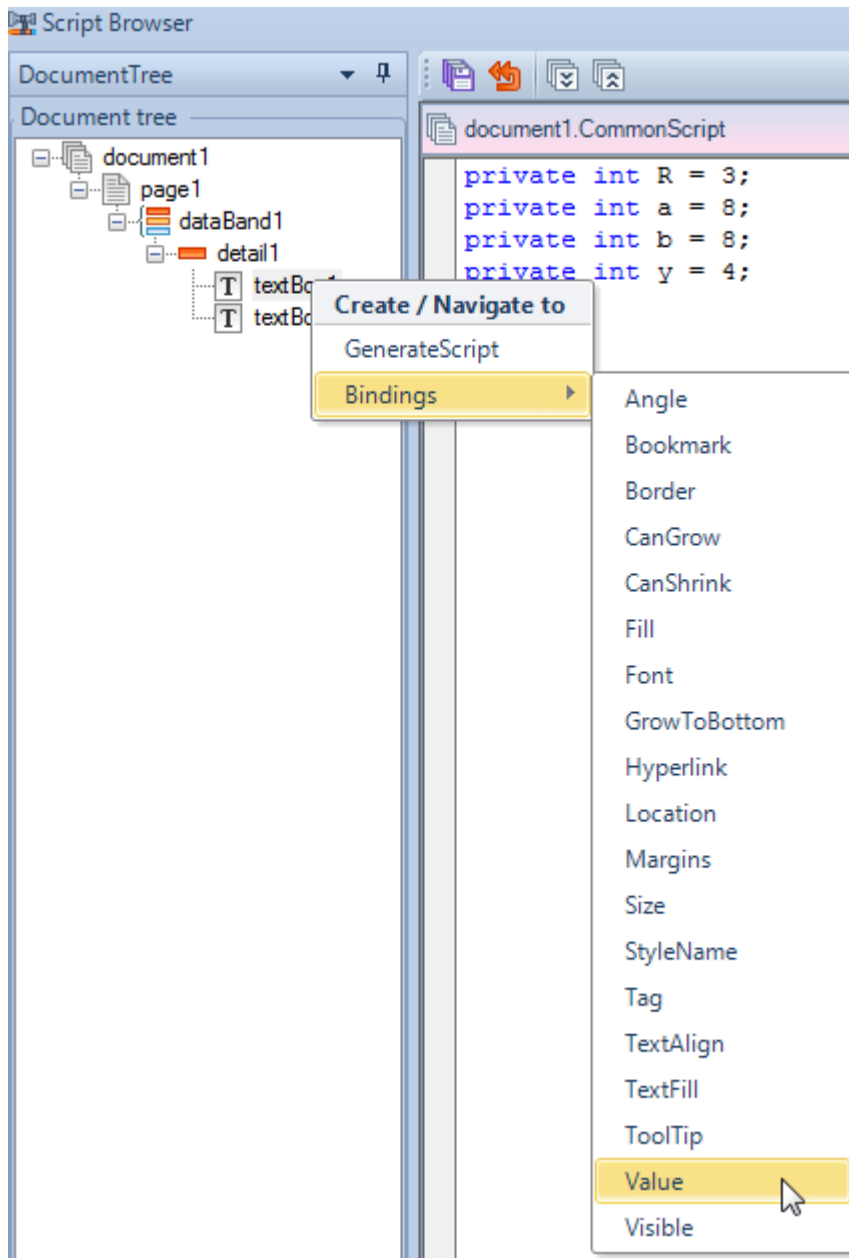 Script Browser
DocumentTree
Document tree
document1
page1
dataBand1
detail1
T textBox1
T textBo
document1.CommonScript
private int R = 3;
private int a = 8;
private int b = 8;
private int y = 4;
Create / Navigate to
GenerateScript
Bindings
Angle
Bookmark
Border
CanGrow
CanShrink
Fill
Font
GrowToBottom
Hyperlink
Location
Margins
Size
StyleName
Tag
TextAlign
TextFill
ToolTip
Value
Visible